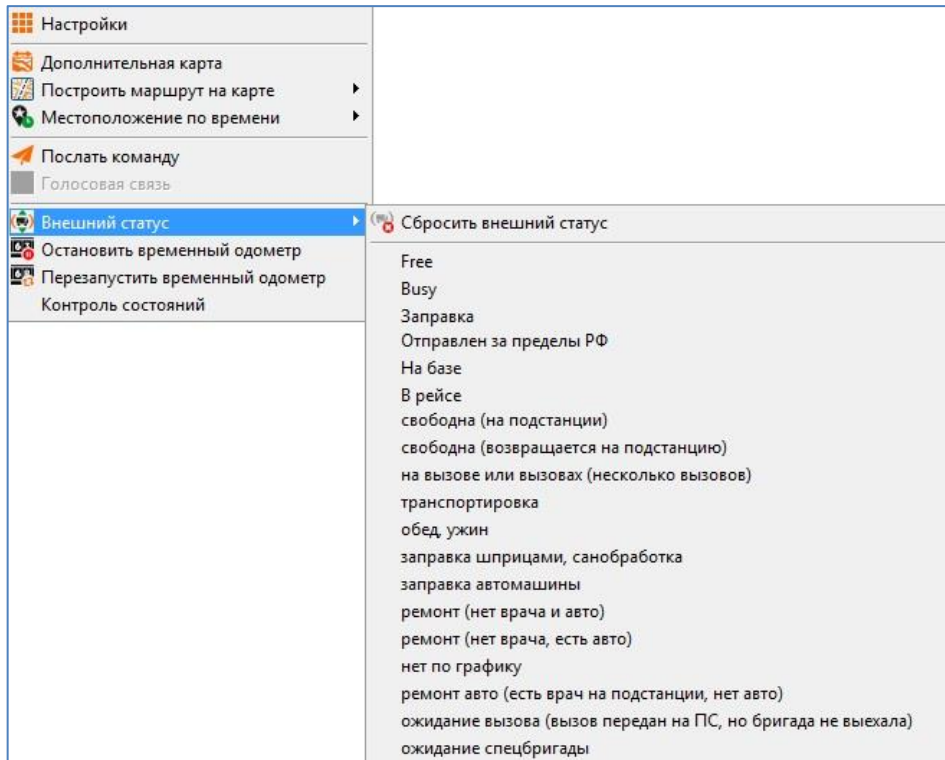 Настройки
Дополнительная карта
Построить маршрут на карте
Местоположение по времени
Послать команду
Голосовая связь
Внешний статус
Остановить временный одометр
Перезапустить временный одометр
Контроль состояний
Сбросить внешний статус
Free
Busy
Заправка
Отправлен за пределы РФ
На базе
В рейсе
свободна (на подстанции)
свободна (возвращается на подстанцию)
на вызове или вызовах (несколько вызовов)
транспортировка
обед, ужин
заправка шприцами, санобработка
заправка автомашины
ремонт (нет врача и авто)
ремонт (нет врача, есть авто)
нет по графику
ремонт авто (есть врач на подстанции, нет авто)
ожидание вызова (вызов передан на ПС, но бригада не выехала)
ожидание спецбригады